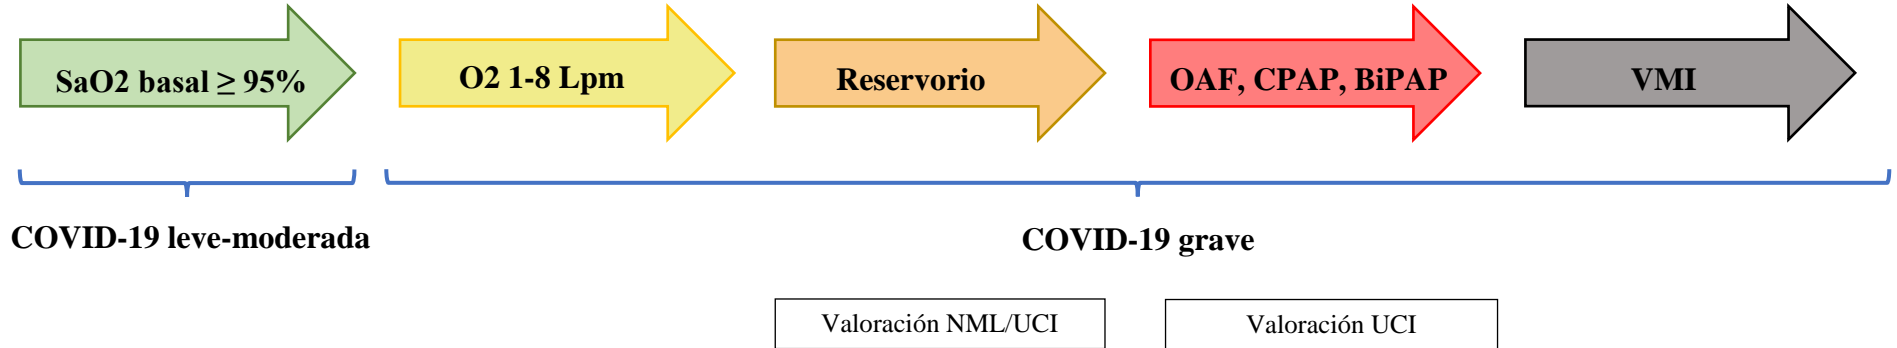 SaO2 basal ≥ 95%
O2 1-8 Lpm
Reservorio
OAF, CPAP, BiPAP
VMI
COVID-19 leve-moderada
COVID-19 grave
Valoración NML/UCI
Valoración UCI